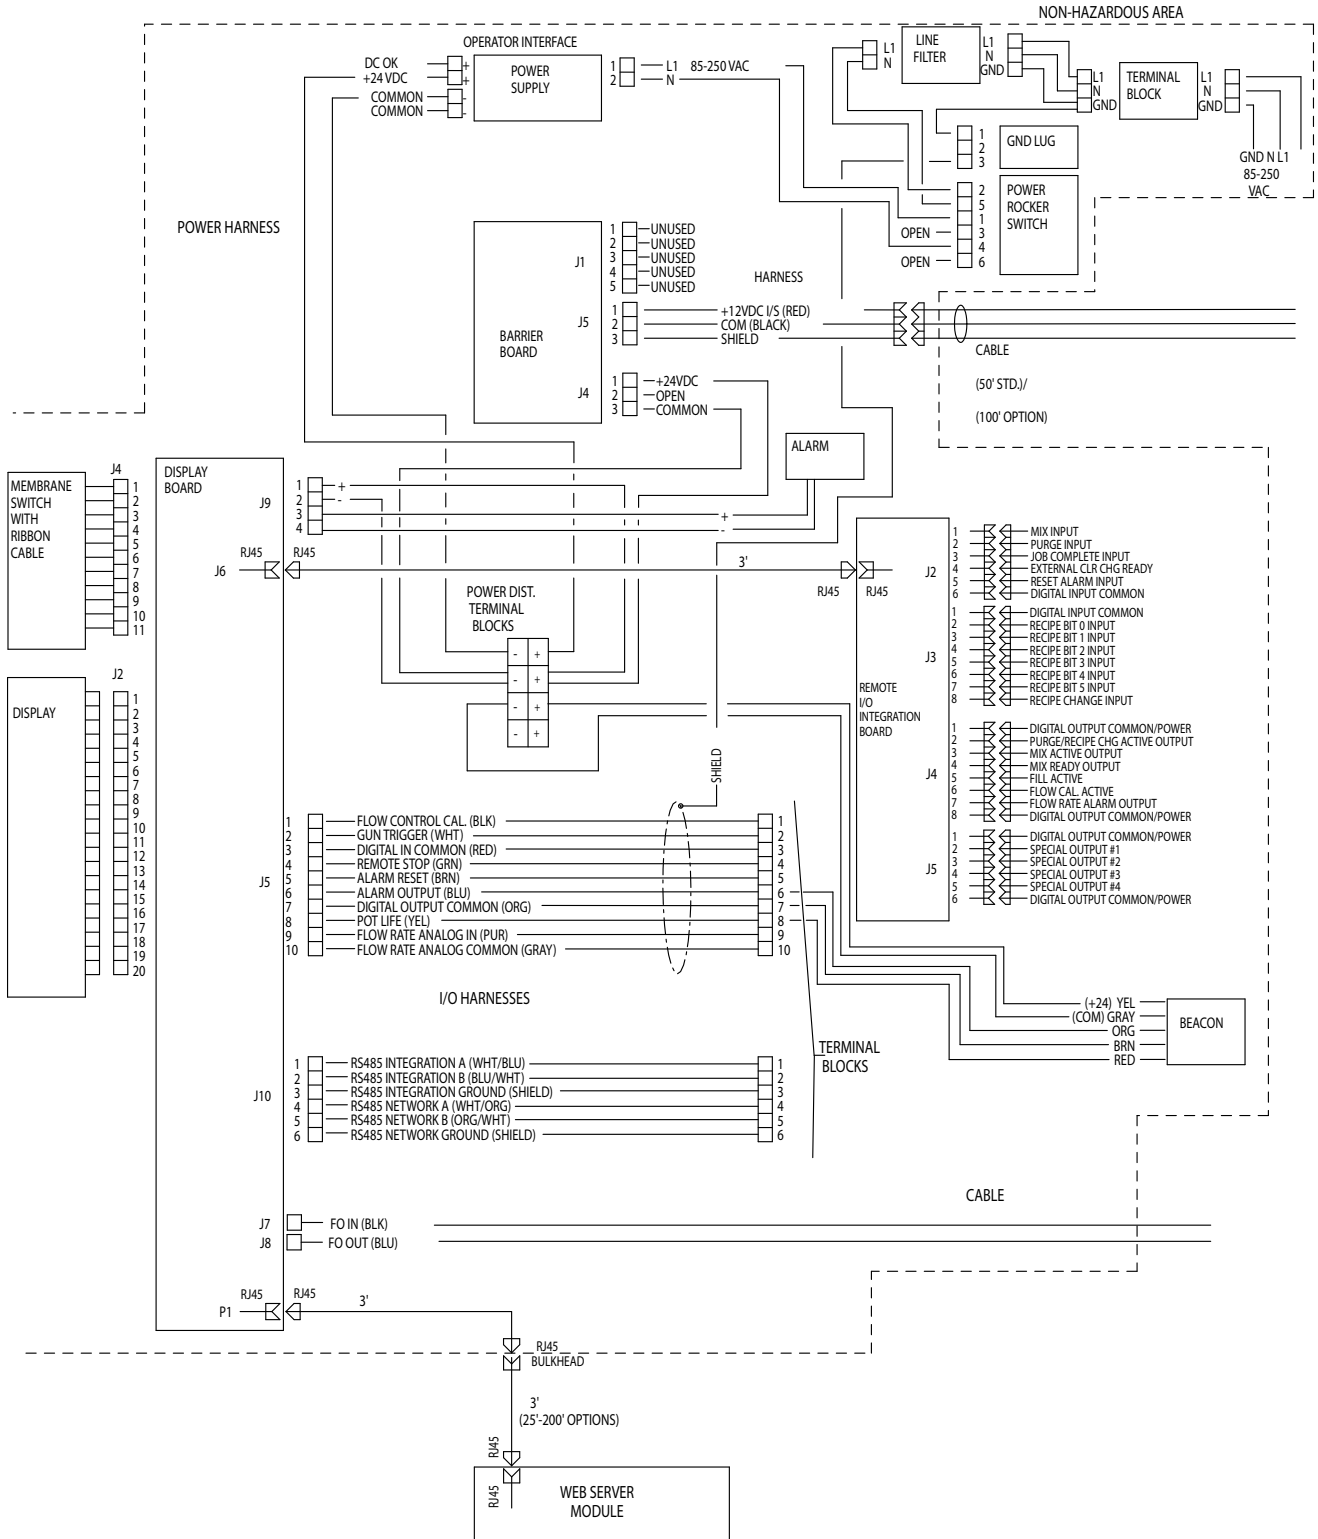 NON-HAZARDOUS AREA
OPERATOR INTERFACE
DC OK
+24 VDC
COMMON
COMMON
+
+
-
-
POWER
SUPPLY
1
2
L1 85-250 VAC
N
L1
N
LINE
FILTER
L1
N
GND
L1
N
GND
TERMINAL
BLOCK
L1
N
GND
GND N L1
85-250
VAC
1
2
3
GND LUG
2
5
1
3
4
6
OPEN
OPEN
POWER
ROCKER
SWITCH
POWER HARNESS
BARRIER
BOARD
J1
1 UNUSED
2 UNUSED
3 UNUSED
4 UNUSED
5 UNUSED
HARNESS
J5
1 +12VDC I/S (RED)
2 COM (BLACK)
3 SHIELD
CABLE
(50' STD.)/
(100' OPTION)
J4
1 +24VDC
2 OPEN
3 COMMON
ALARM
MEMBRANE
SWITCH
WITH
RIBBON
CABLE
J4
1
2
3
4
5
6
7
8
9
10
11
DISPLAY
BOARD
J9
1 +
2 -
3 +
4 -
J6
RJ45
RJ45
3'
RJ45
RJ45
POWER DIST.
TERMINAL
BLOCKS
- +
- +
- +
- +
DISPLAY
J2
1
2
3
4
5
6
7
8
9
10
11
12
13
14
15
16
17
18
19
20
REMOTE
I/O
INTEGRATION
BOARD
J2
1 MIX INPUT
2 PURGE INPUT
3 JOB COMPLETE INPUT
4 EXTERNAL CLR CHG READY
5 RESET ALARM INPUT
6 DIGITAL INPUT COMMON
J3
1 DIGITAL INPUT COMMON
2 RECIPE BIT 0 INPUT
3 RECIPE BIT 1 INPUT
4 RECIPE BIT 2 INPUT
5 RECIPE BIT 3 INPUT
6 RECIPE BIT 4 INPUT
7 RECIPE BIT 5 INPUT
8 RECIPE CHANGE INPUT
J4
1 DIGITAL OUTPUT COMMON/POWER
2 PURGE/RECIPE CHG ACTIVE OUTPUT
3 MIX ACTIVE OUTPUT
4 MIX READY OUTPUT
5 FILL ACTIVE
6 FLOW CAL. ACTIVE
7 FLOW RATE ALARM OUTPUT
8 DIGITAL OUTPUT COMMON/POWER
J5
1 DIGITAL OUTPUT COMMON/POWER
2 SPECIAL OUTPUT #1
3 SPECIAL OUTPUT #2
4 SPECIAL OUTPUT #3
5 SPECIAL OUTPUT #4
6 DIGITAL OUTPUT COMMON/POWER
SHIELD
J5
1 FLOW CONTROL CAL. (BLK) 1
2 GUN TRIGGER (WHT) 2
3 DIGITAL IN COMMON (RED) 3
4 REMOTE STOP (GRN) 4
5 ALARM RESET (BRN) 5
6 ALARM OUTPUT (BLU) 6
7 DIGITAL OUTPUT COMMON (ORG) 7
8 POT LIFE (YEL) 8
9 FLOW RATE ANALOG IN (PUR) 9
10 FLOW RATE ANALOG COMMON (GRAY) 10
I/O HARNESSES
(+24) YEL
(COM) GRAY
ORG
BRN
RED
BEACON
TERMINAL
BLOCKS
J10
1 RS485 INTEGRATION A (WHT/BLU) 1
2 RS485 INTEGRATION B (BLU/WHT) 2
3 RS485 INTEGRATION GROUND (SHIELD) 3
4 RS485 NETWORK A (WHT/ORG) 4
5 RS485 NETWORK B (ORG/WHT) 5
6 RS485 NETWORK GROUND (SHIELD) 6
CABLE
J7 FO IN (BLK)
J8 FO OUT (BLU)
P1
RJ45
RJ45
3'
RJ45
BULKHEAD
3'
(25'-200' OPTIONS)
RJ45
RJ45
WEB SERVER
MODULE